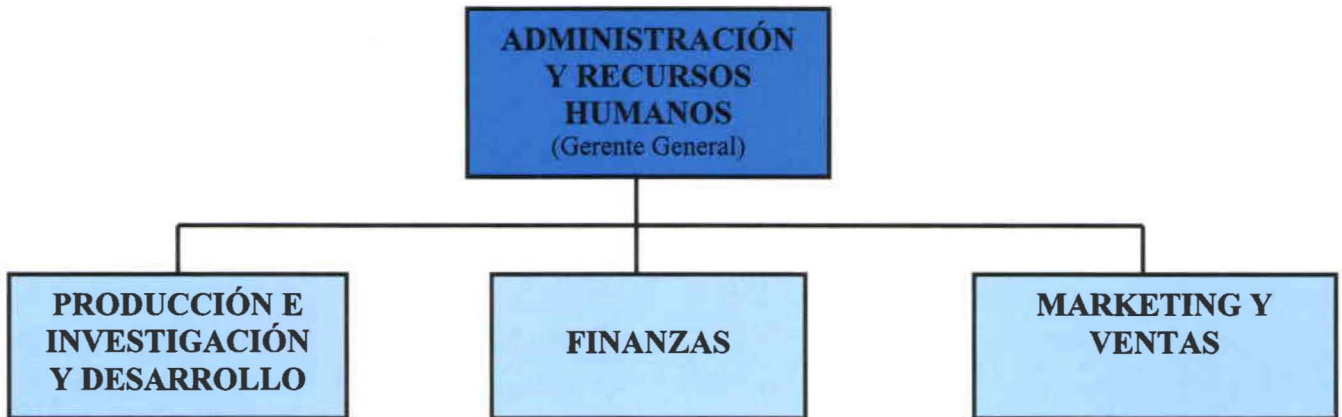 ADMINISTRACIÓN
Y RECURSOS
HUMANOS
(Gerente General)
PRODUCCIÓN E
INVESTIGACIÓN
Y DESARROLLO
FINANZAS
MARKETING Y
VENTAS